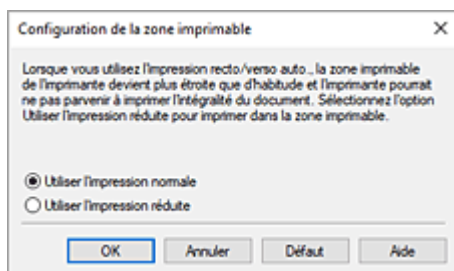 Configuration de la zone imprimable
Lorsque vous utilisez l'impression recto/verso auto., la zone imprimable
de l'imprimante devient plus étroite que d'habitude et l'imprimante pourrait
ne pas parvenir à imprimer l'intégralité du document. Sélectionnez l'option
Utiliser l'impression réduite pour imprimer dans la zone imprimable.
Utiliser l'impression normale
Utiliser l'impression réduite
OK Annuler Défaut Aide